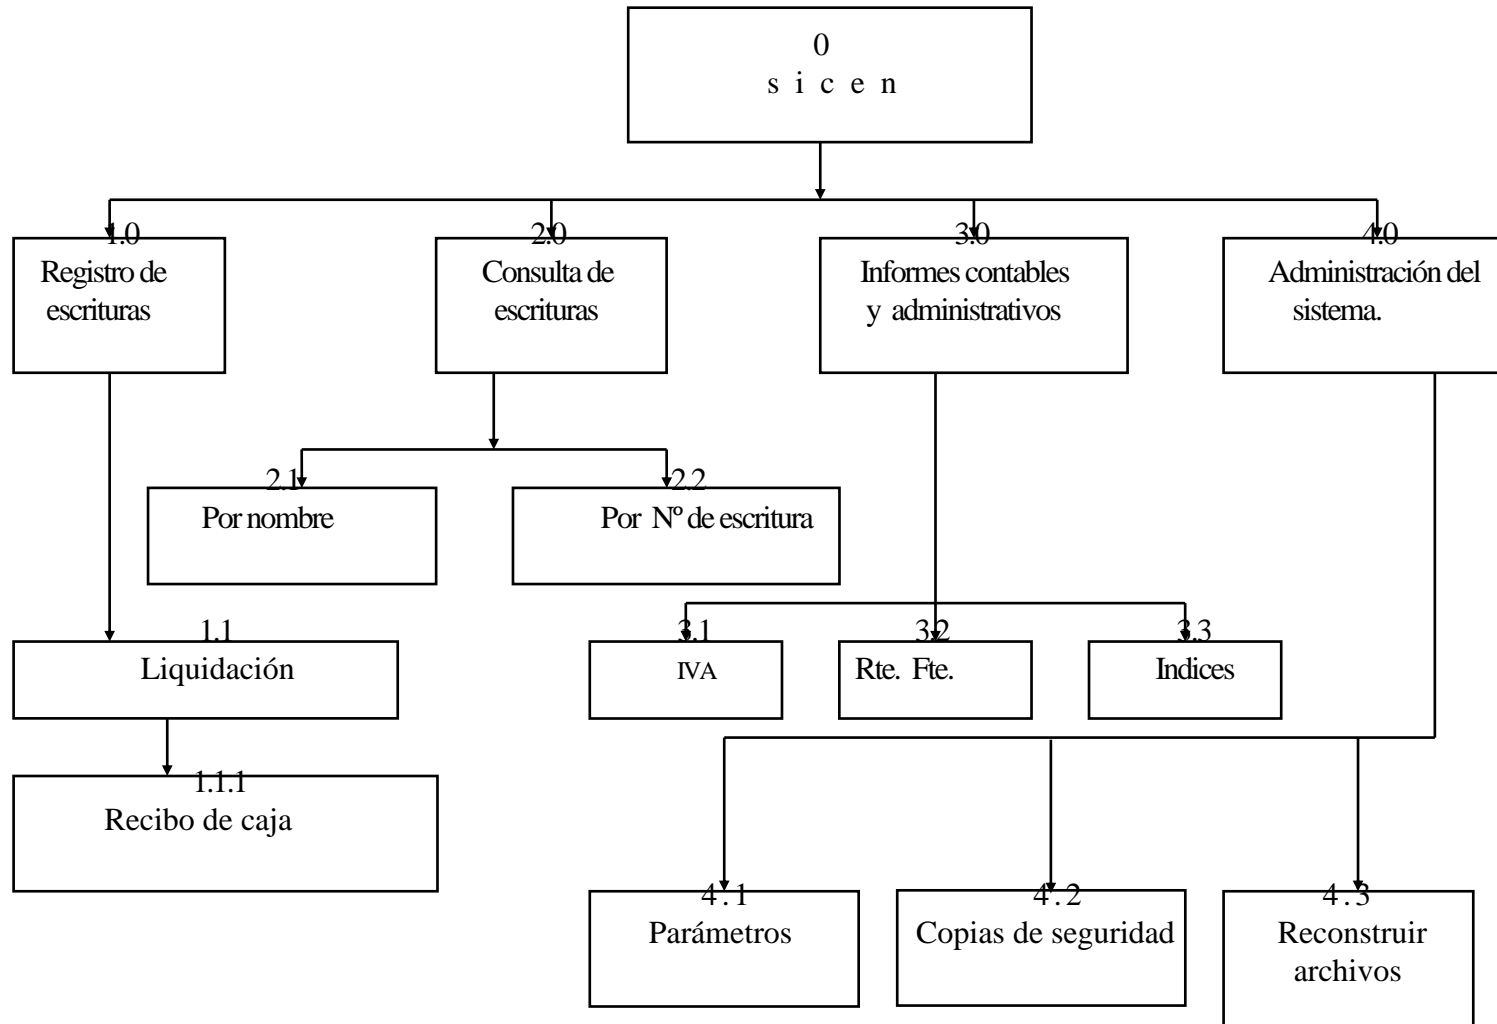 0
s i c e n
1.0
Registro de
escrituras
2.0
Consulta de
escrituras
3.0
Informes contables
y administrativos
4.0
Administración del
sistema.
2.1
Por nombre
2.2
Por Nº de escritura
1.1
Liquidación
3.1
IVA
3.2
Rte. Fte.
3.3
Indices
1.1.1
Recibo de caja
4.1
Parámetros
4.2
Copias de seguridad
4.3
Reconstruir
archivos